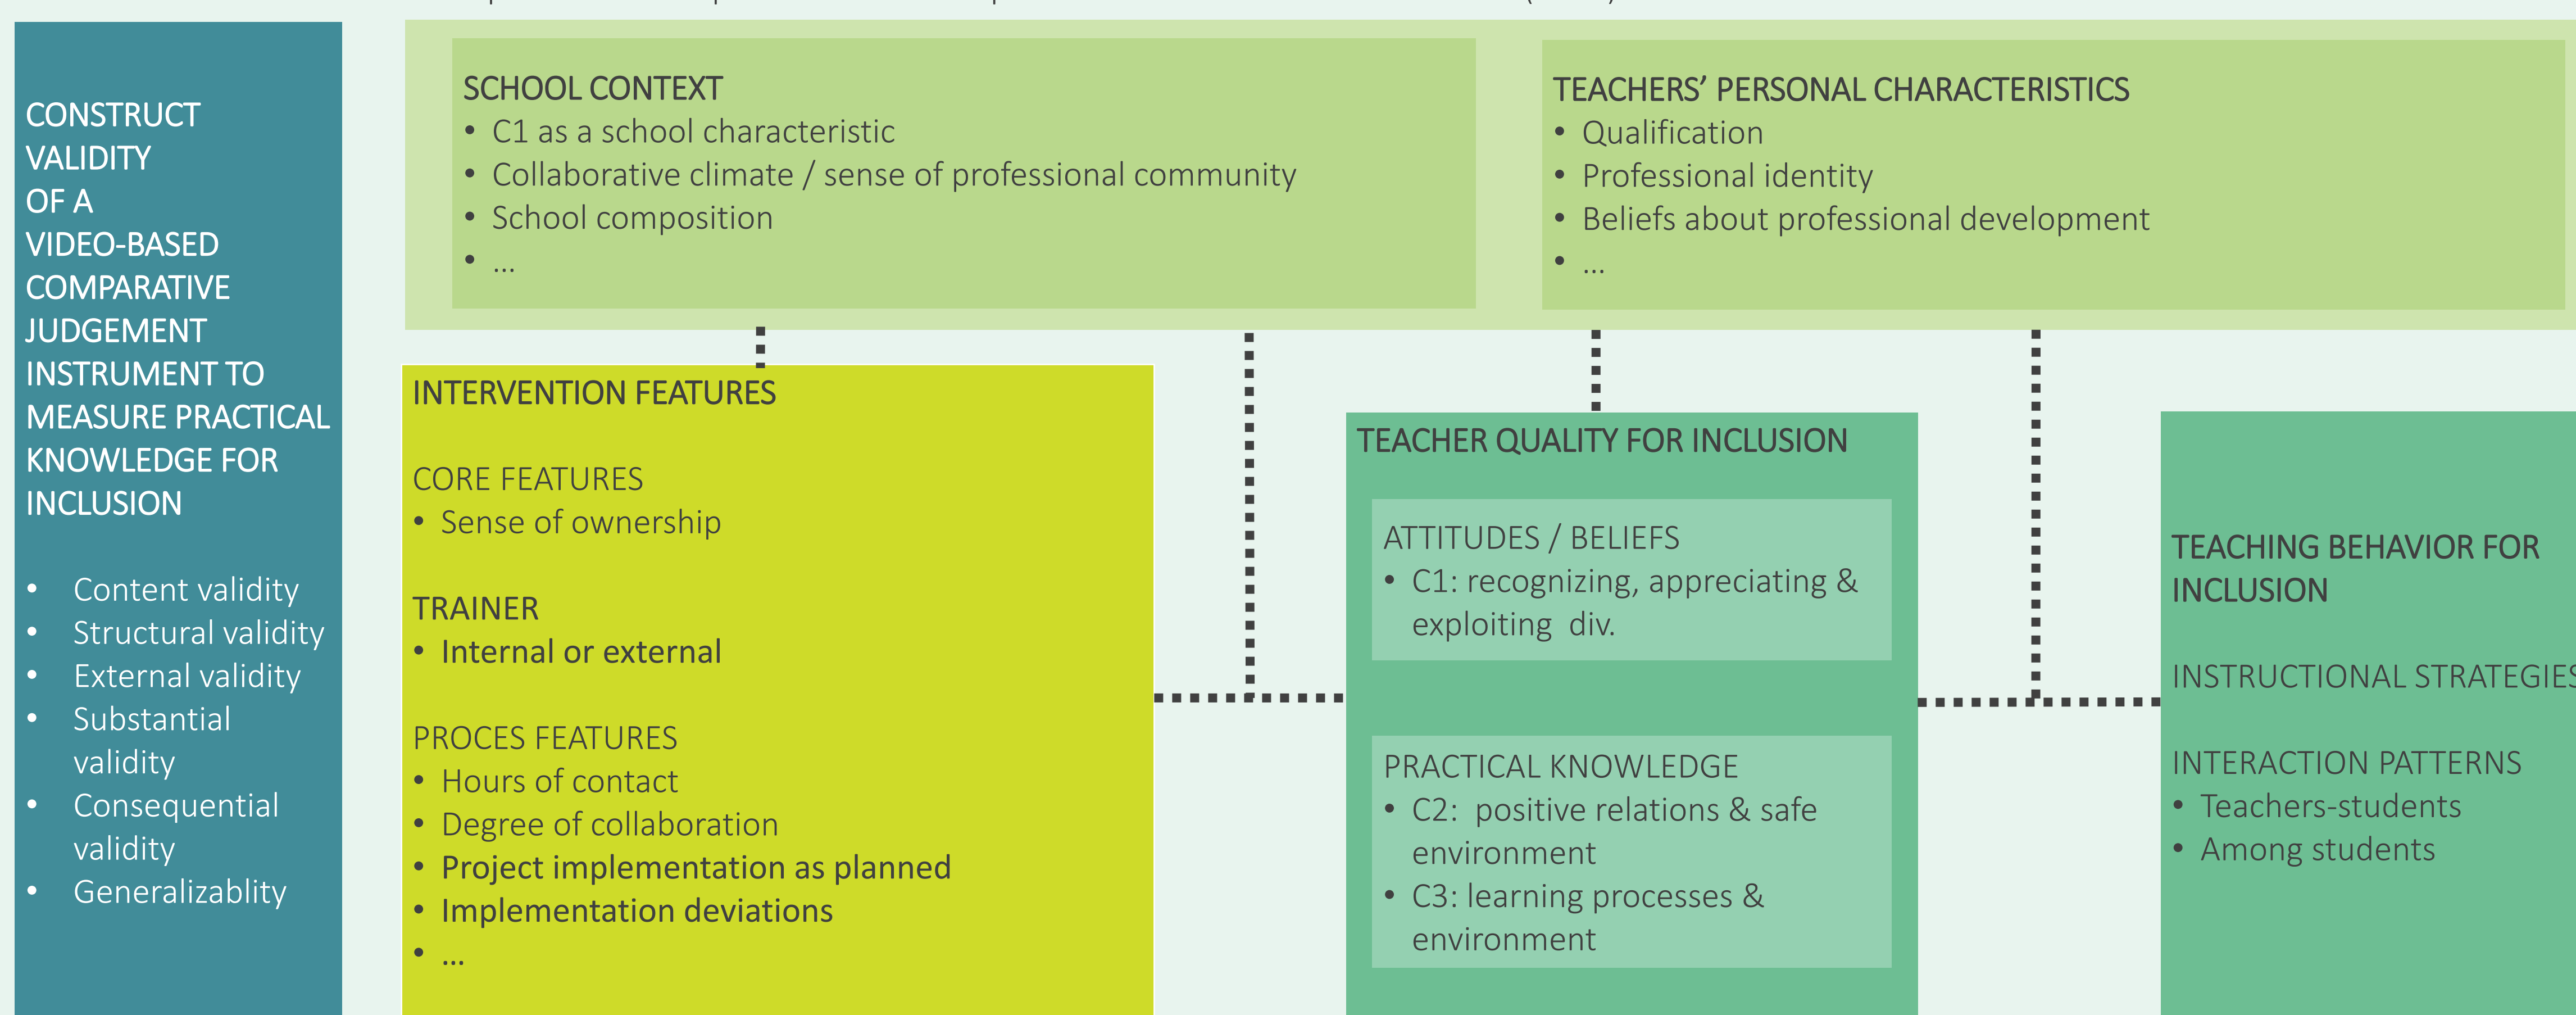 CONSTRUCT
VALIDITY
OF A
VIDEO-BASED
COMPARATIVE
JUDGEMENT
INSTRUMENT TO
MEASURE PRACTICAL
KNOWLEDGE FOR
INCLUSION
• Content validity
• Structural validity
• External validity
• Substantial
validity
• Consequential
validity
• Generalizablity
SCHOOL CONTEXT
• C1 as a school characteristic
• Collaborative climate / sense of professional community
• School composition
• ...
TEACHERS’ PERSONAL CHARACTERISTICS
• Qualification
• Professional identity
• Beliefs about professional development
• ...
INTERVENTION FEATURES
CORE FEATURES
• Sense of ownership
TRAINER
• Internal or external
PROCES FEATURES
• Hours of contact
• Degree of collaboration
• Project implementation as planned
• Implementation deviations
• ...
TEACHER QUALITY FOR INCLUSION
ATTITUDES / BELIEFS
• C1: recognizing, appreciating &
exploiting div.
PRACTICAL KNOWLEDGE
• C2: positive relations & safe
environment
• C3: learning processes &
environment
TEACHING BEHAVIOR FOR
INCLUSION
INSTRUCTIONAL STRATEGIES
INTERACTION PATTERNS
• Teachers-students
• Among students